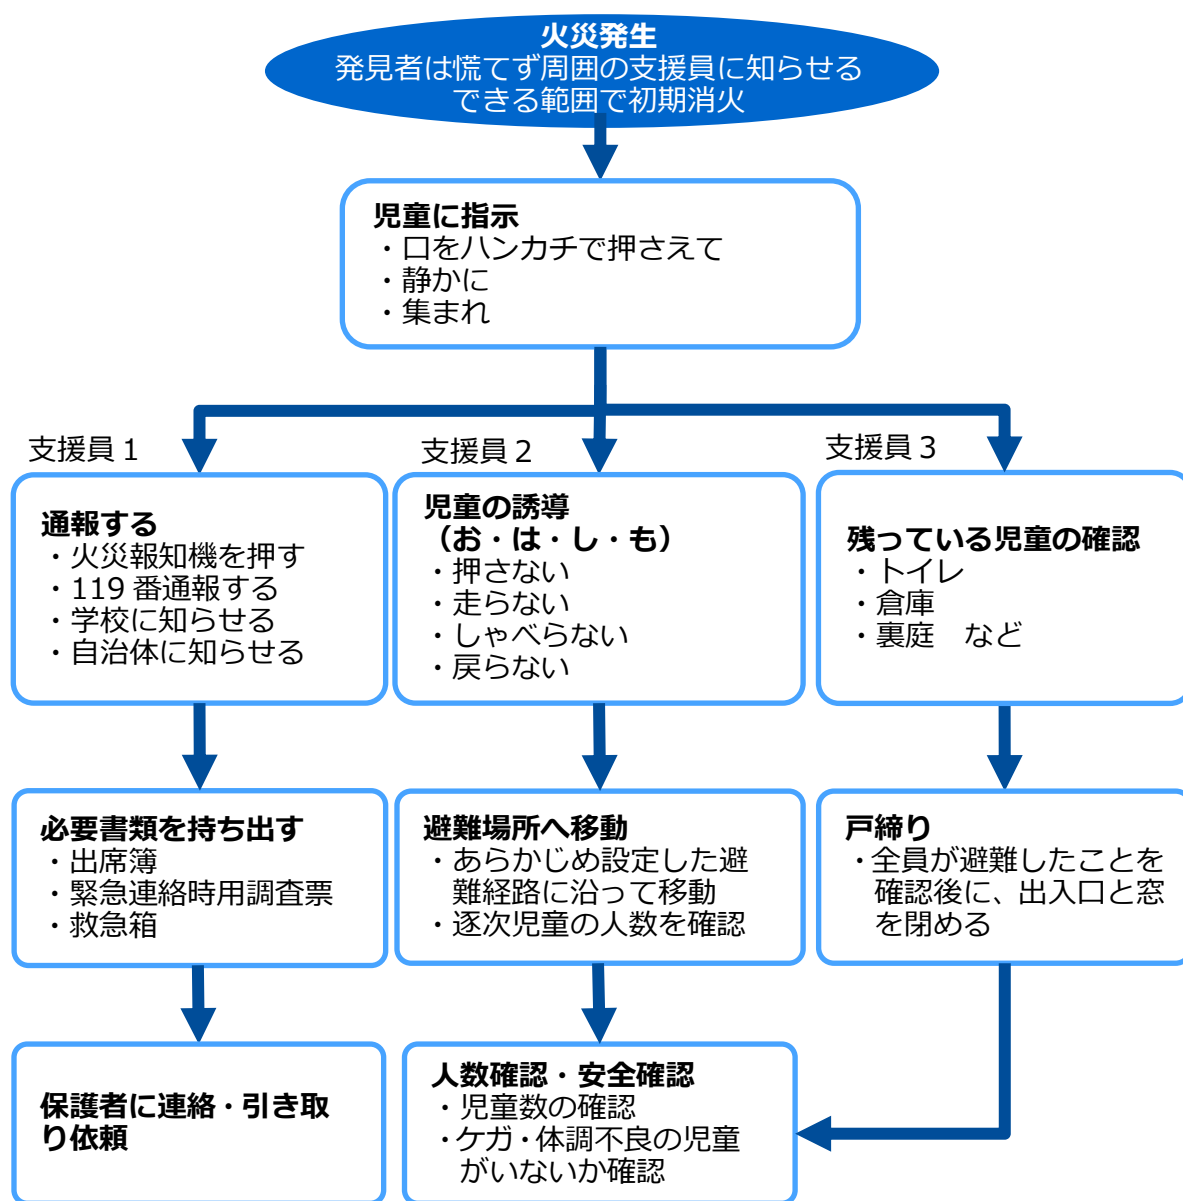 火災発生
発見者は慌てず周囲の支援員に知らせる
できる範囲で初期消火
児童に指示
・口をハンカチで押さえて
・静かに
・集まれ
支援員1
通報する
・火災報知機を押す
・119番通報する
・学校に知らせる
・自治体に知らせる
必要書類を持ち出す
・出席簿
・緊急連絡時用調査票
・救急箱
保護者に連絡・引き取
り依頼
支援員2
児童の誘導
(お・は・し・も)
・押さない
・走らない
・しゃべらない
・戻らない
避難場所へ移動
・あらかじめ設定した避
難経路に沿って移動
・逐次児童の人数を確認
人数確認・安全確認
・児童数の確認
・ケガ・体調不良の児童
がいないか確認
支援員3
残っている児童の確認
・トイレ
・倉庫
・裏庭 など
戸締り
・全員が避難したことを
確認後に、出入口と窓
を閉める